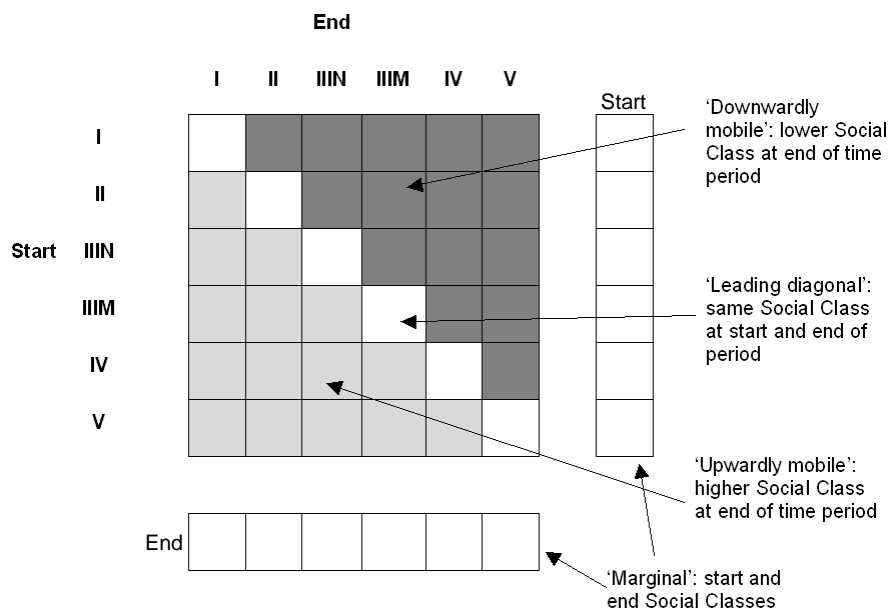 End
I II IIIN IIIM IV V
Start
I
II
Start IIIN
IIIM
IV
V
End
‘Downwardly
mobile’: lower Social
Class at end of time
period
‘Leading diagonal’:
same Social Class
at start and end of
period
‘Upwardly mobile’:
higher Social Class
at end of time period
‘Marginal’: start and
end Social Classes